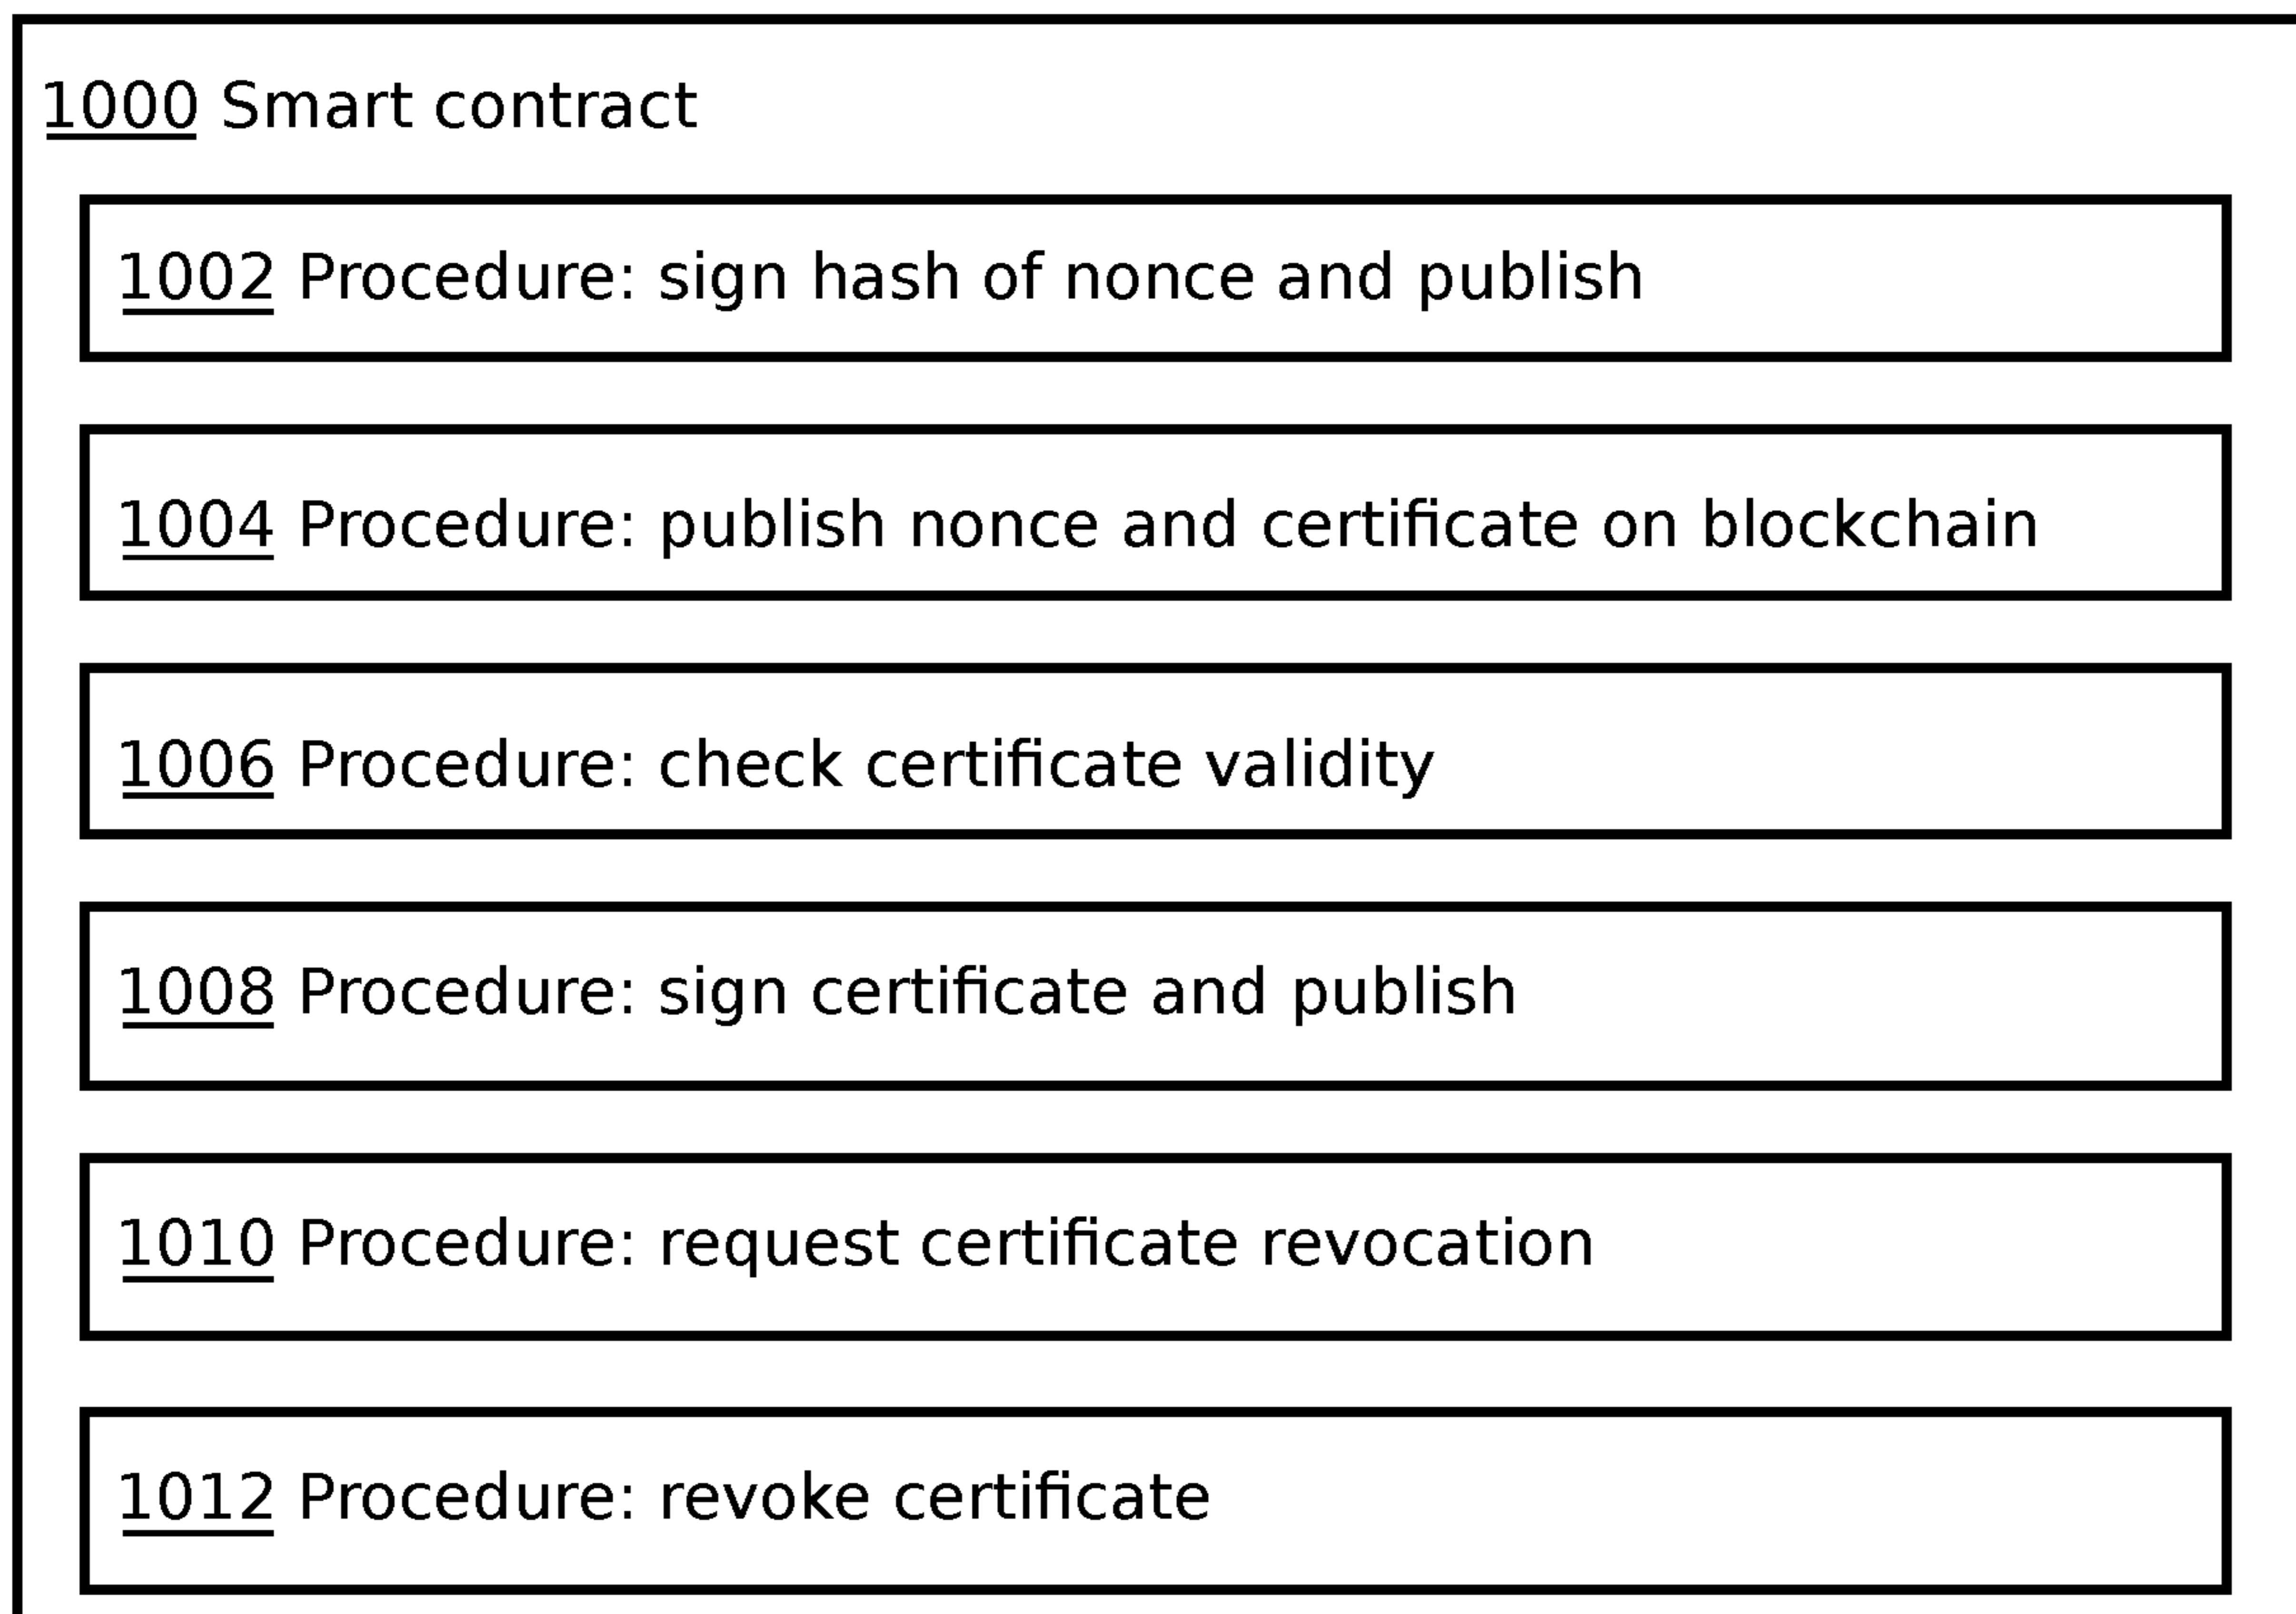 1000 Smart contract
1002 Procedure: sign hash of nonce and publish
1004 Procedure: publish nonce and certificate on blockchain
1006 Procedure: check certificate validity
1008 Procedure: sign certificate and publish
1010 Procedure: request certificate revocation
1012 Procedure: revoke certificate